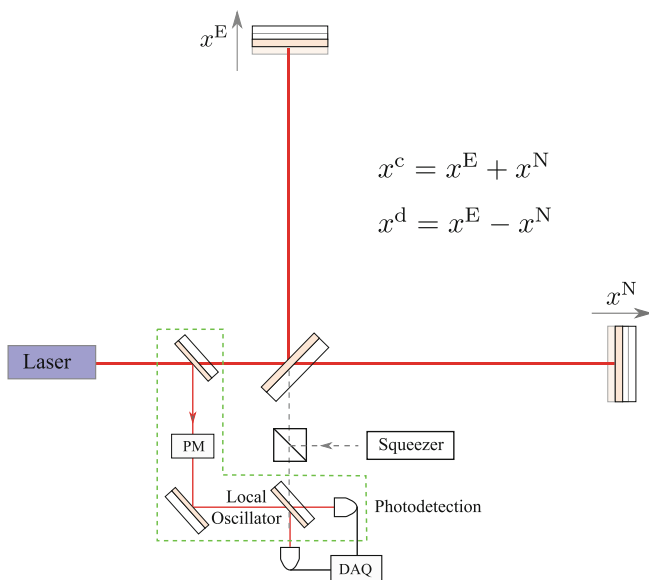 x^E
x^c = x^E + x^N
x^d = x^E − x^N
x^N
Laser
PM
Squeezer
Local
Oscillator
Photodetection
DAQ